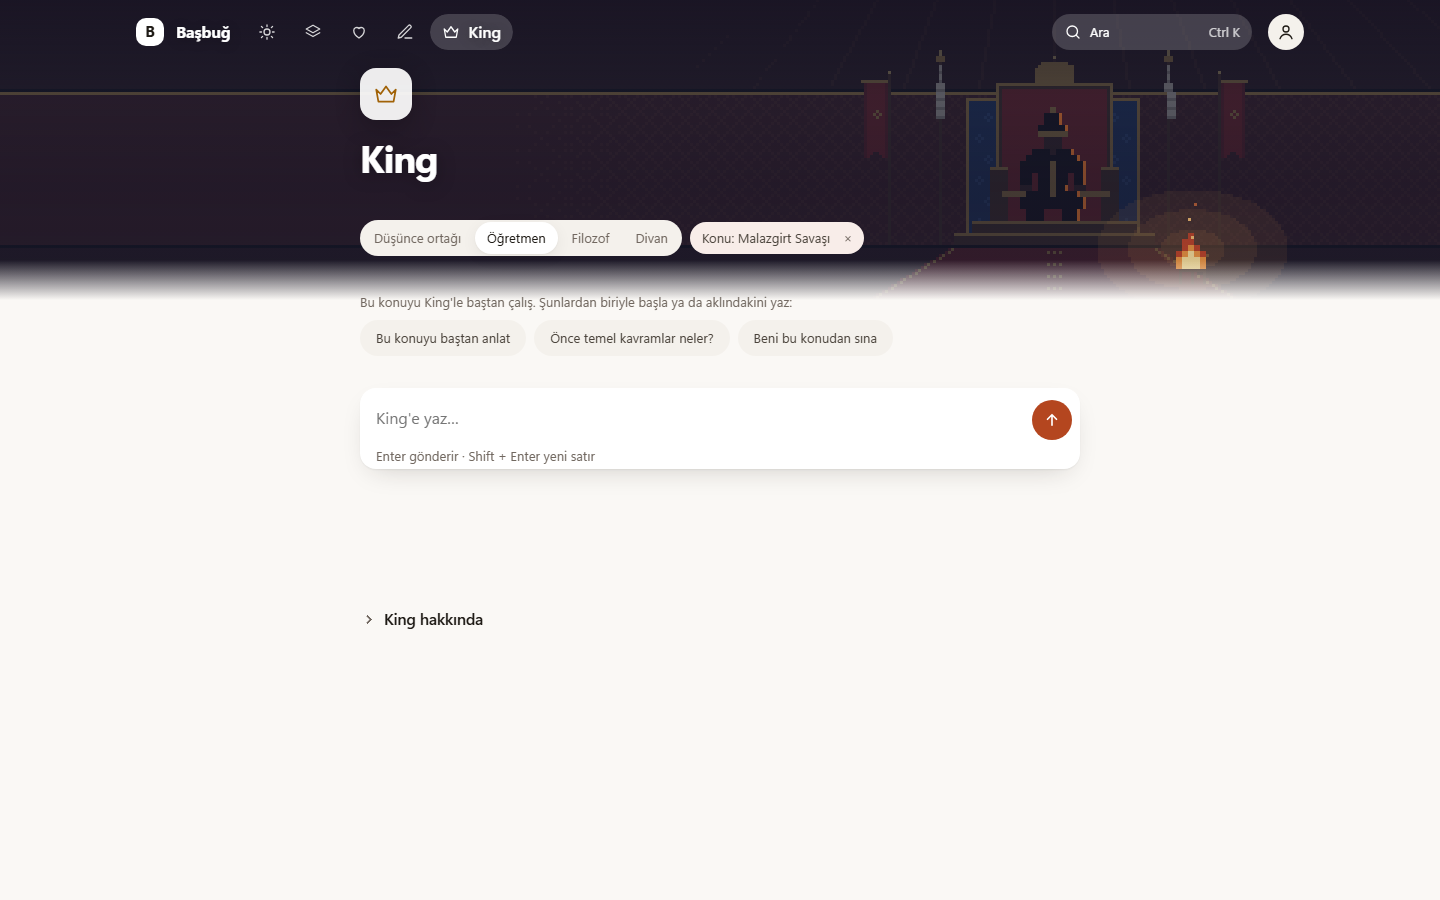 B Başbuğ King Ara Ctrl K
King
Düşünce ortağı Öğretmen Filozof Divan Konu: Malazgirt Savaşı ×
Bu konuyu King'le baştan çalış. Şunlardan biriyle başla ya da aklındakini yaz:
Bu konuyu baştan anlat Önce temel kavramlar neler? Beni bu konudan sına
King'e yaz...
Enter gönderir · Shift + Enter yeni satır
King hakkında